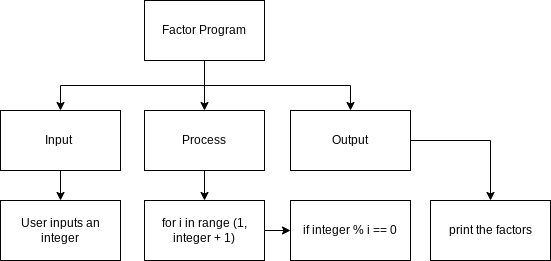 Factor Program
Input
Process
Output
User inputs an
integer
for i in range (1,
integer + 1)
if integer % i == 0
print the factors